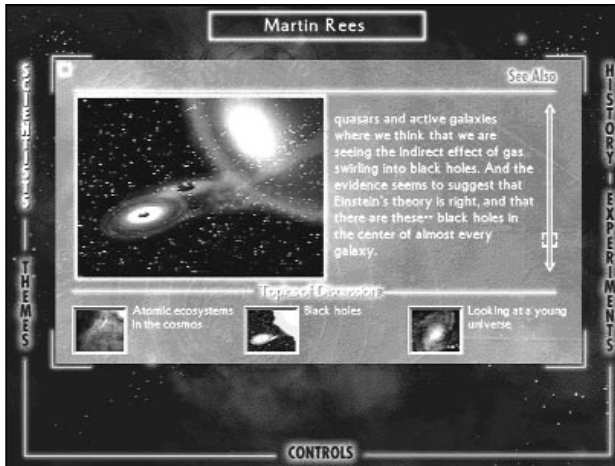 Martin Rees
SCIENTISTS
THEMES
HISTORY
EXPERIMENTS
See Also
quasars and active galaxies
where we think that we are
seeing the indirect effect of gas
swirling into black holes. And the
evidence seems to suggest that
Einstein's theory is right, and that
there are these-- black holes in
the center of almost every
galaxy.
Topics of Discussion
Atomic ecosystems
in the cosmos
Black holes
Looking at a young
universe
CONTROLS